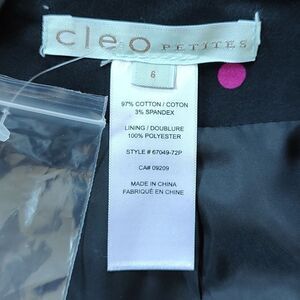 cleo PETITES
6
97% COTTON / COTON
3% SPANDEX
LINING / DOUBLURE
100% POLYESTER
STYLE # 67049-72P
CA# 09209
MADE IN CHINA
FABRIQUÉ EN CHINE